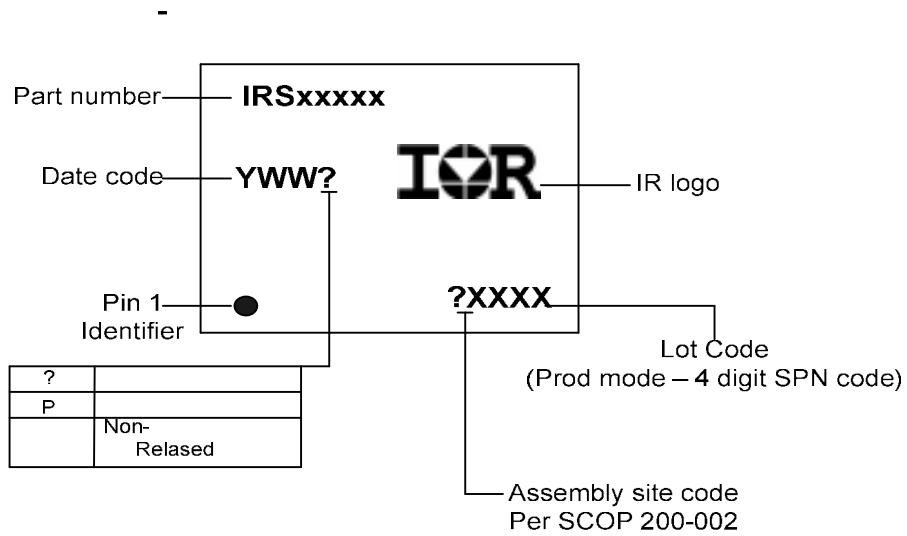 -
Part number
IRSxxxxx
Date code
YWW?
IOR
IR logo
Pin 1
Identifier
?XXXX
Lot Code
(Prod mode – 4 digit SPN code)
?
P
Non-
Relased
Assembly site code
Per SCOP 200-002